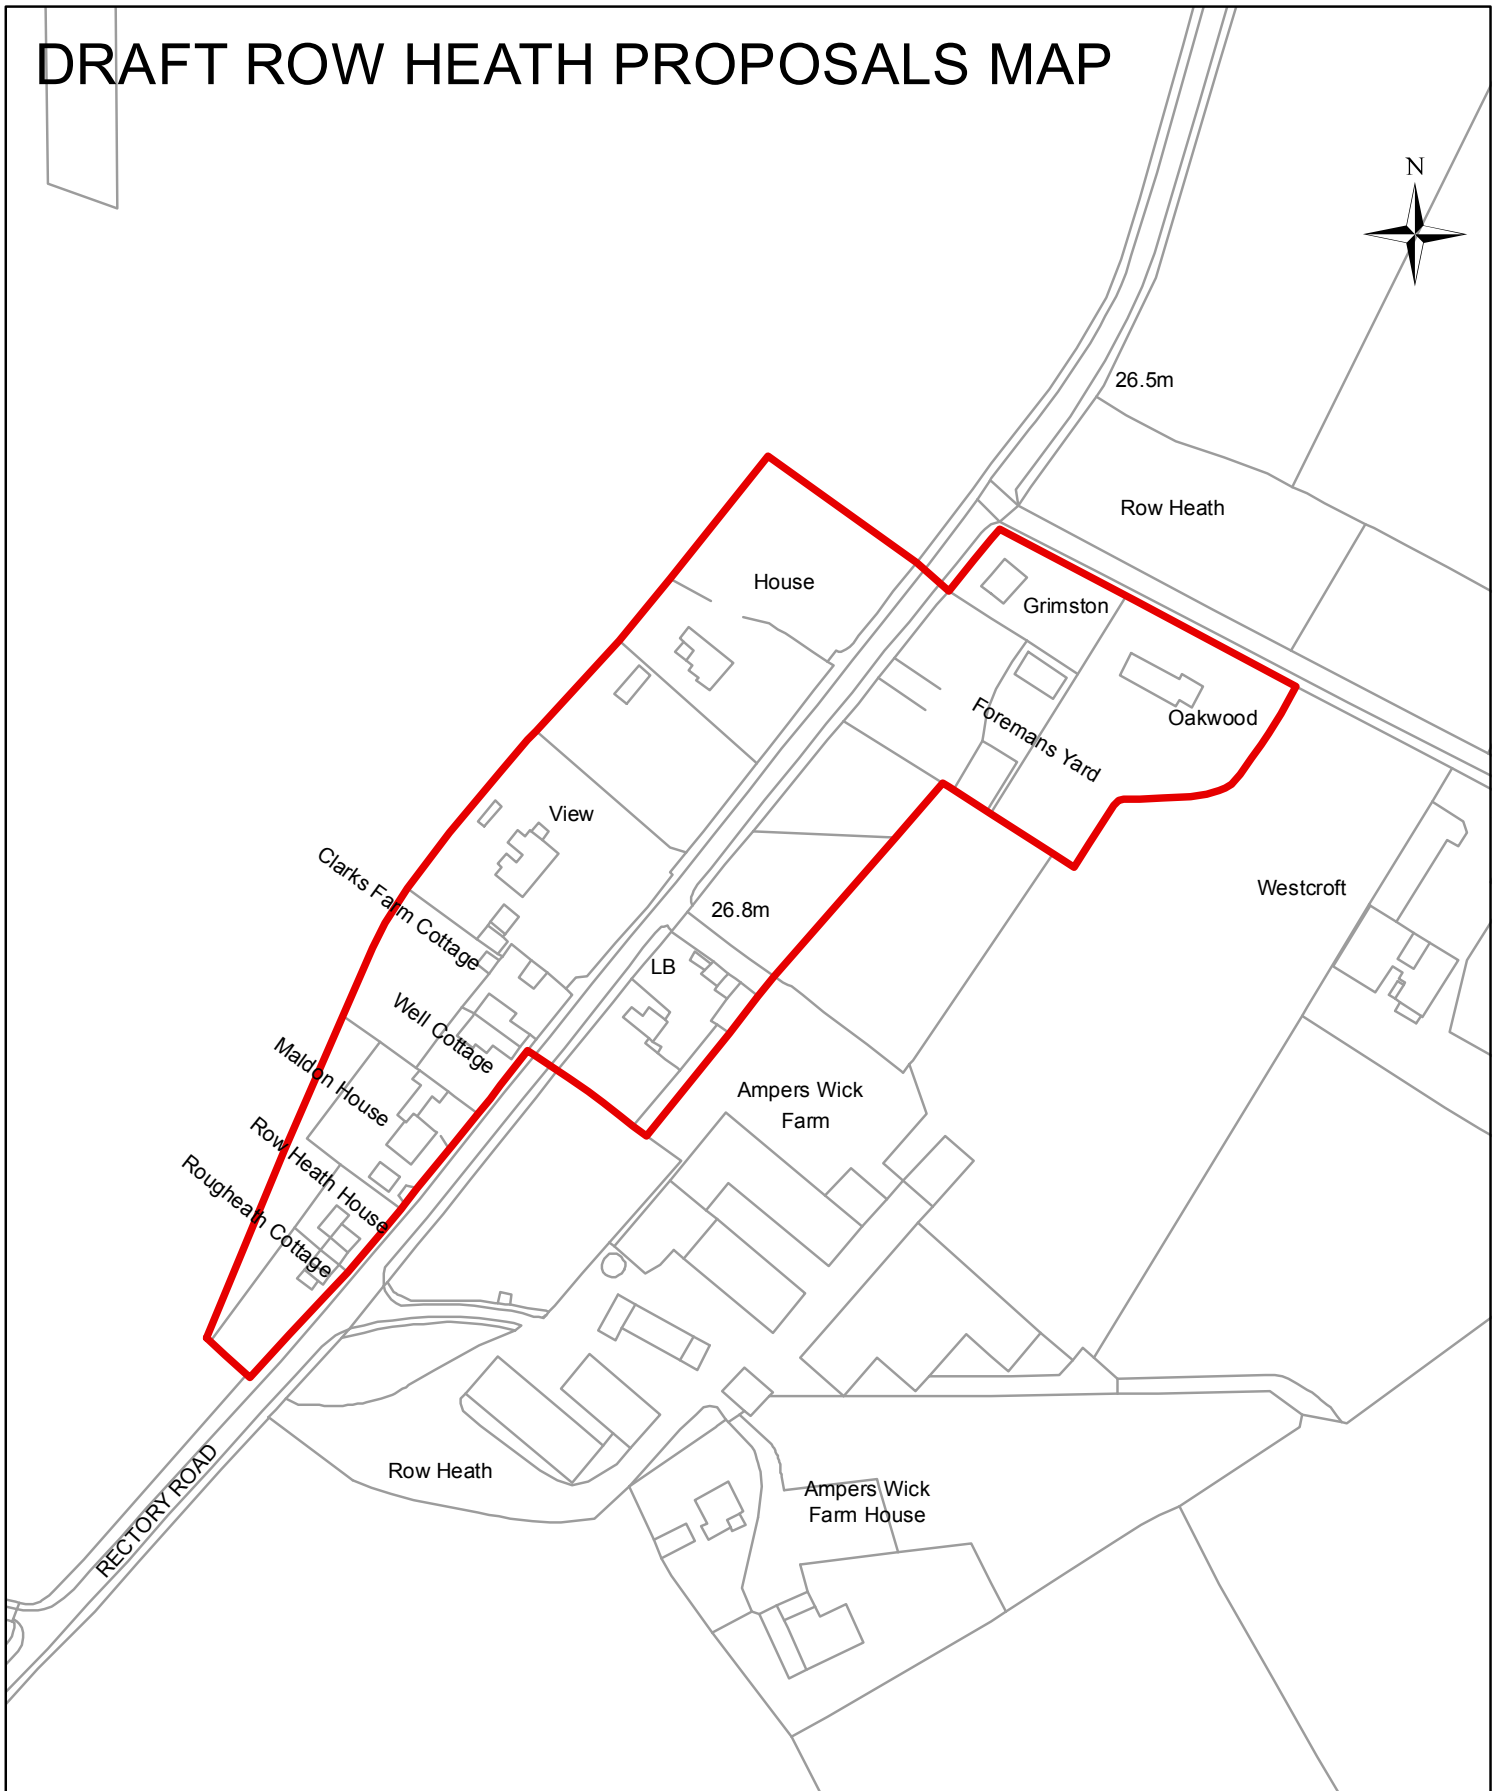 DRAFT ROW HEATH PROPOSALS MAP
N
26.5m
Row Heath
House
Grimston
Foremans Yard
Oakwood
View
Clarks Farm Cottage
Westcroft
26.8m
LB
Well Cottage
Maldon House
Ampers Wick
Farm
Row Heath House
Rougheath Cottage
RECTORY ROAD
Row Heath
Ampers Wick
Farm House